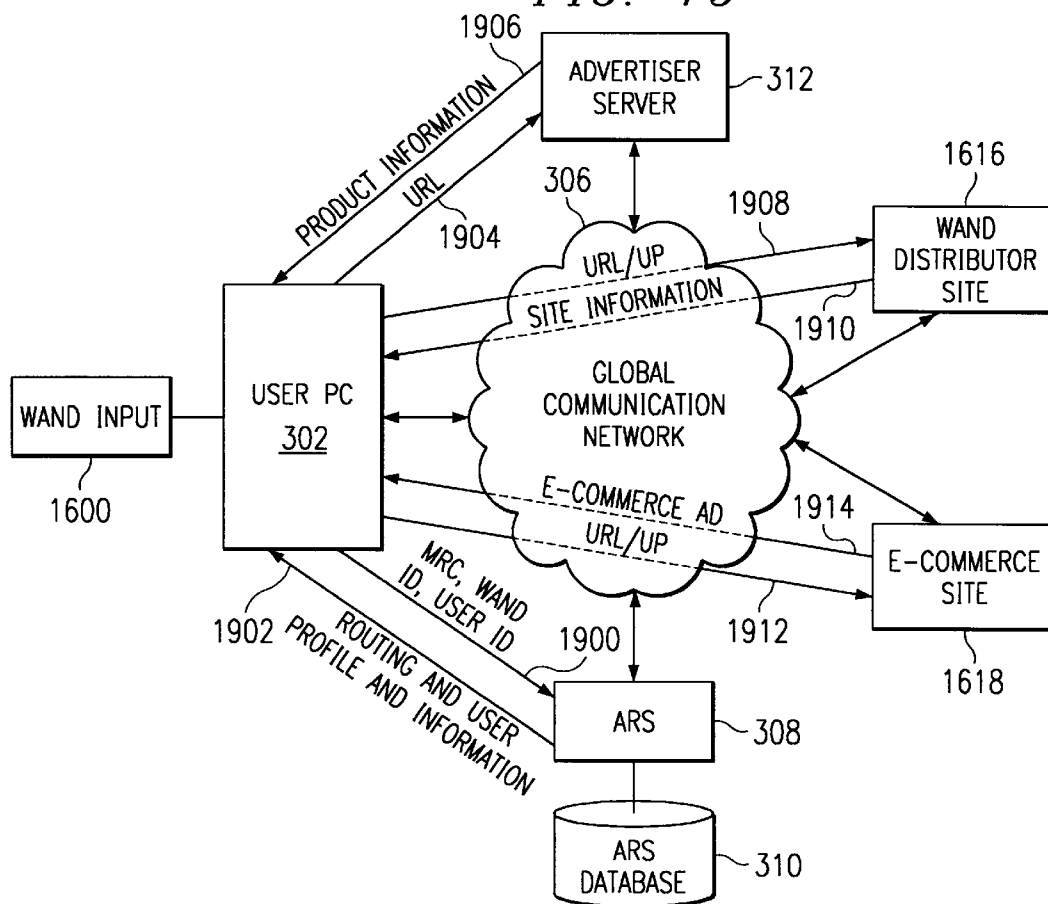 1906
ADVERTISER
SERVER
312
PRODUCT INFORMATION
URL
1904
306
1908
1616
URL/UP
SITE INFORMATION
1910
WAND
DISTRIBUTOR
SITE
WAND INPUT
1600
USER PC
302
GLOBAL
COMMUNICATION
NETWORK
E-COMMERCE AD
URL/UP
1914
1912
E-COMMERCE
SITE
1618
1902
MRC, WAND
ID, USER ID
1900
ROUTING AND USER
PROFILE AND INFORMATION
ARS
308
ARS
DATABASE
310